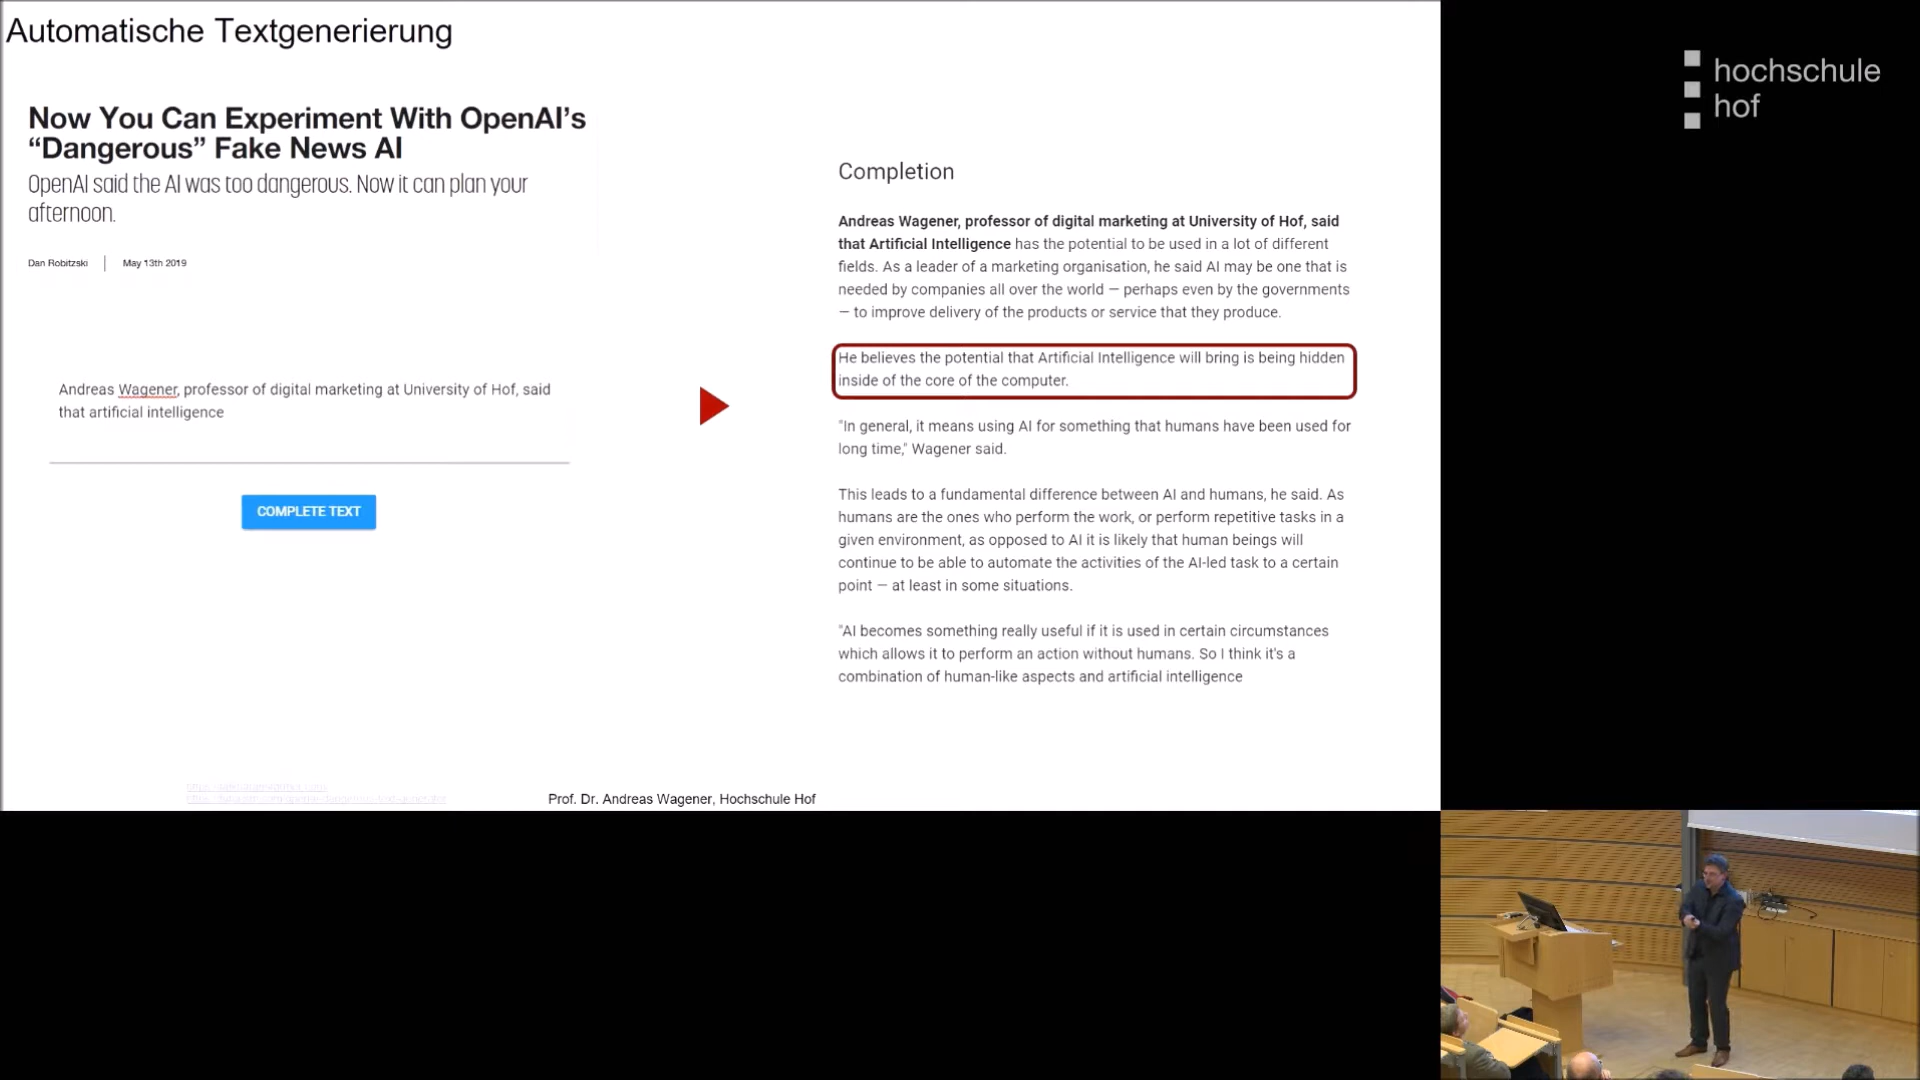 Automatische Textgenerierung
Now You Can Experiment With OpenAI's
“Dangerous” Fake News AI
OpenAI said the AI was too dangerous. Now it can plan your
afternoon.
Dan Robitzski | May 13th 2019
Andreas Wagener, professor of digital marketing at University of Hof, said
that artificial intelligence
COMPLETE TEXT
Completion
Andreas Wagener, professor of digital marketing at University of Hof, said
that Artificial Intelligence has the potential to be used in a lot of different
fields. As a leader of a marketing organisation, he said AI may be one that is
needed by companies all over the world — perhaps even by the governments
— to improve delivery of the products or service that they produce.
He believes the potential that Artificial Intelligence will bring is being hidden
inside of the core of the computer.
"In general, it means using AI for something that humans have been used for
long time," Wagener said.
This leads to a fundamental difference between AI and humans, he said. As
humans are the ones who perform the work, or perform repetitive tasks in a
given environment, as opposed to AI it is likely that human beings will
continue to be able to automate the activities of the AI-led task to a certain
point — at least in some situations.
"AI becomes something really useful if it is used in certain circumstances
which allows it to perform an action without humans. So I think it's a
combination of human-like aspects and artificial intelligence
Prof. Dr. Andreas Wagener, Hochschule Hof
hochschule
hof